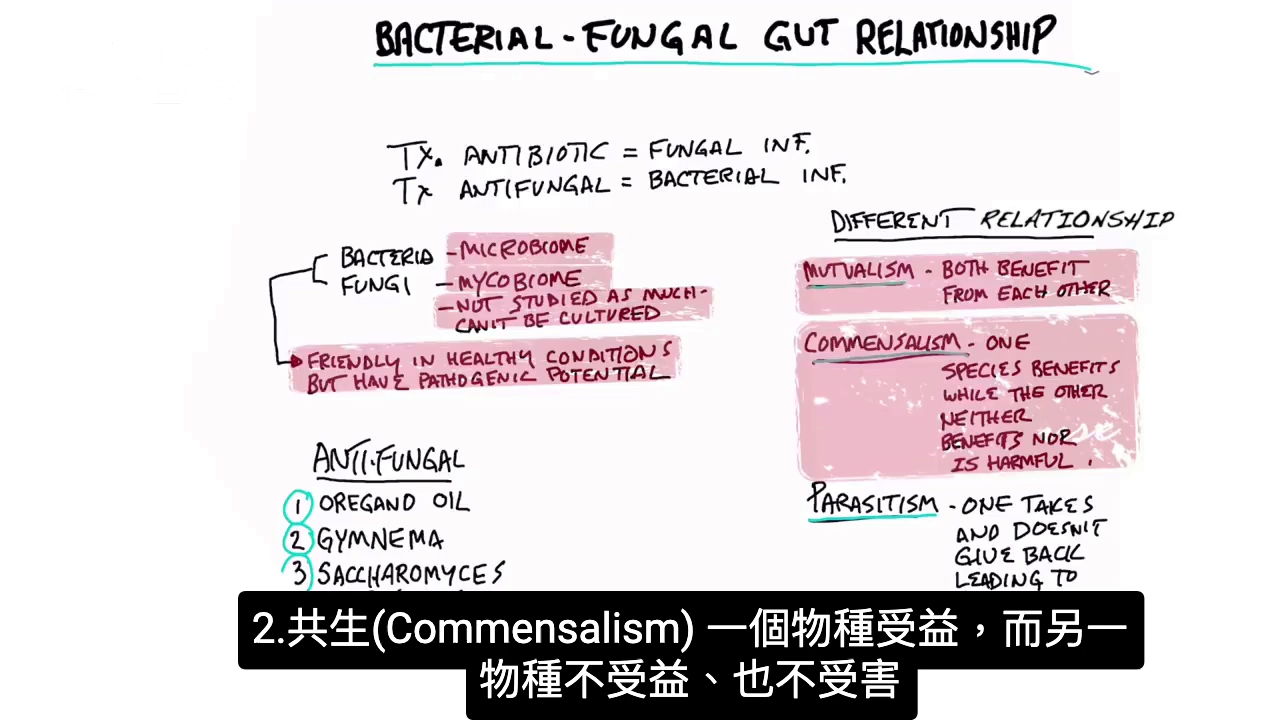 BACTERIAL - FUNGAL GUT RELATIONSHIP
TX. ANTIBIOTIC = FUNGAL INF.
TX ANTIFUNGAL = BACTERIAL INF.
BACTERIA - MICROBIOME
FUNGI - MYCOBIOME
- NOT STUDIED AS MUCH -
CAN'T BE CULTURED
FRIENDLY IN HEALTHY CONDITIONS
BUT HAVE PATHOGENIC POTENTIAL
ANTI-FUNGAL
1 OREGANO OIL
2 GYMNEMA
3 SACCHAROMYCES
DIFFERENT RELATIONSHIP
MUTUALISM - BOTH BENEFIT
FROM EACH OTHER
COMMENSALISM - ONE
SPECIES BENEFITS
WHILE THE OTHER
NEITHER
BENEFITS NOR
IS HARMFUL.
PARASITISM - ONE TAKES
AND DOESN'T
GIVE BACK
LEADING TO
2.共生(Commensalism) 一個物種受益，而另一
物種不受益、也不受害